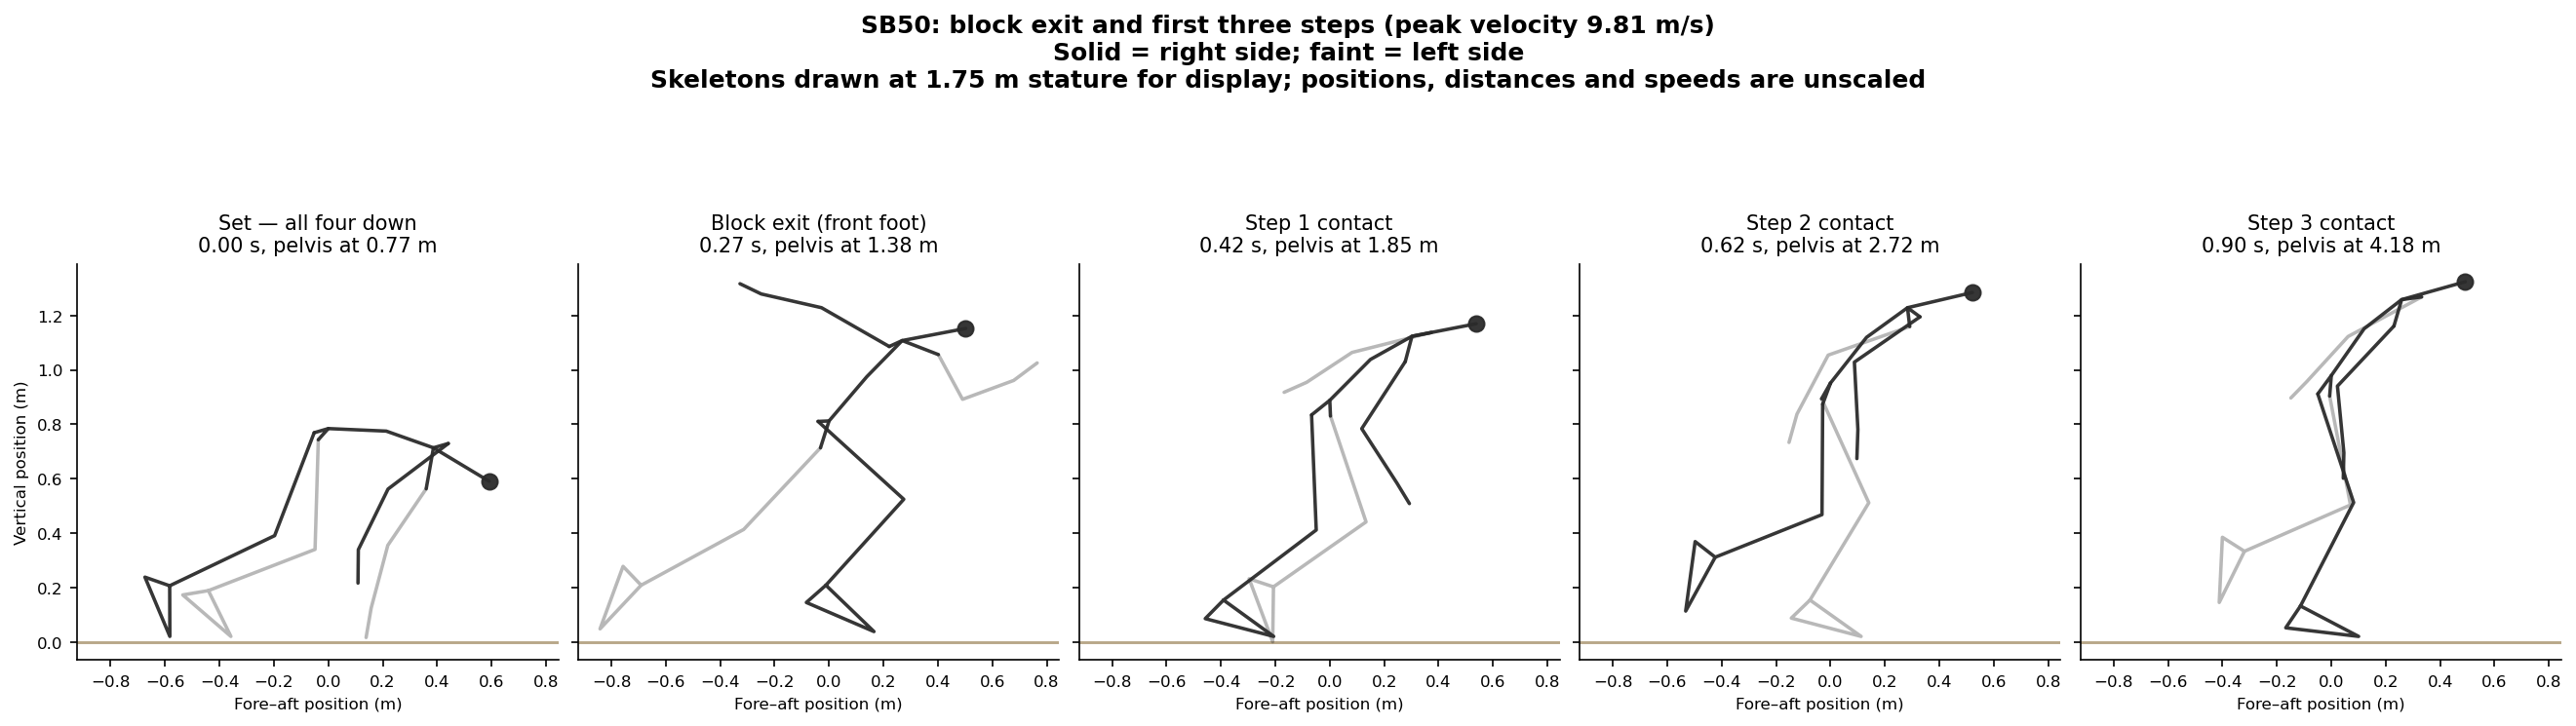 SB50: block exit and first three steps (peak velocity 9.81 m/s)
Solid = right side; faint = left side
Skeletons drawn at 1.75 m stature for display; positions, distances and speeds are unscaled
Set — all four down
0.00 s, pelvis at 0.77 m
Block exit (front foot)
0.27 s, pelvis at 1.38 m
Step 1 contact
0.42 s, pelvis at 1.85 m
Step 2 contact
0.62 s, pelvis at 2.72 m
Step 3 contact
0.90 s, pelvis at 4.18 m
Vertical position (m)
1.2
1.0
0.8
0.6
0.4
0.2
0.0
−0.8 −0.6 −0.4 −0.2 0.0 0.2 0.4 0.6 0.8
Fore–aft position (m)
−0.8 −0.6 −0.4 −0.2 0.0 0.2 0.4 0.6 0.8
Fore–aft position (m)
−0.8 −0.6 −0.4 −0.2 0.0 0.2 0.4 0.6 0.8
Fore–aft position (m)
−0.8 −0.6 −0.4 −0.2 0.0 0.2 0.4 0.6 0.8
Fore–aft position (m)
−0.8 −0.6 −0.4 −0.2 0.0 0.2 0.4 0.6 0.8
Fore–aft position (m)